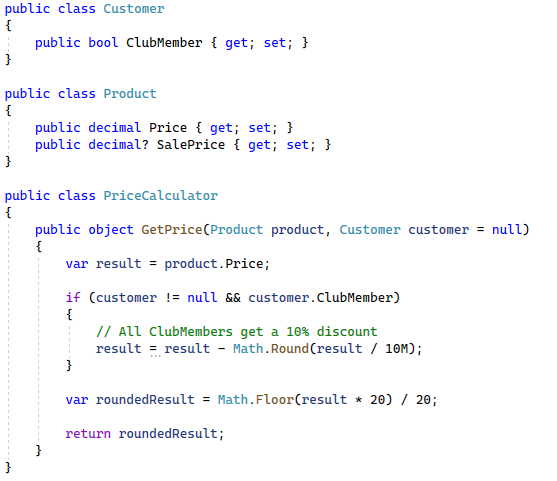 public class Customer
{
    public bool ClubMember { get; set; }
}

public class Product
{
    public decimal Price { get; set; }
    public decimal? SalePrice { get; set; }
}

public class PriceCalculator
{
    public object GetPrice(Product product, Customer customer = null)
    {
        var result = product.Price;

        if (customer != null && customer.ClubMember)
        {
            // All ClubMembers get a 10% discount
            result = result - Math.Round(result / 10M);
        }

        var roundedResult = Math.Floor(result * 20) / 20;

        return roundedResult;
    }
}